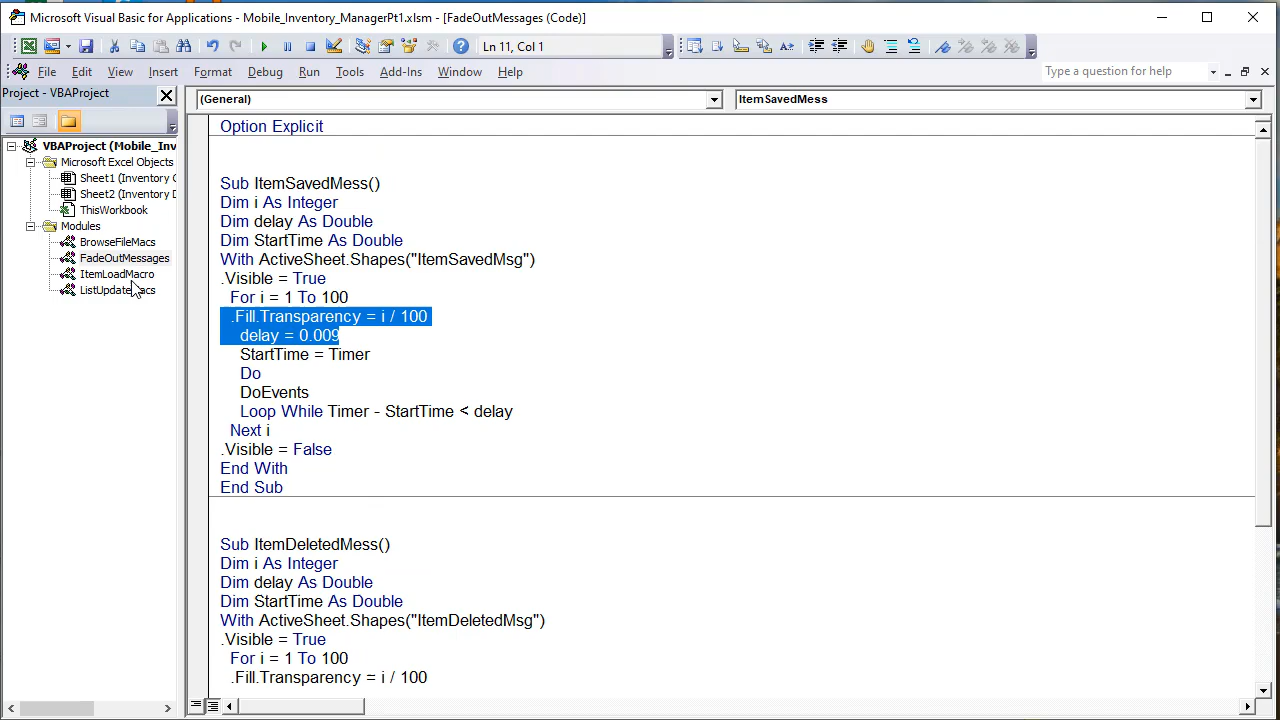 Microsoft Visual Basic for Applications - Mobile_Inventory_ManagerPt1.xlsm - [FadeOutMessages (Code)]
Ln 11, Col 1
File Edit View Insert Format Debug Run Tools Add-Ins Window Help
Type a question for help
Project - VBAProject
(General)
ItemSavedMess
VBAProject (Mobile_Inv
Microsoft Excel Objects
Sheet1 (Inventory
Sheet2 (Inventory
ThisWorkbook
Modules
BrowseFileMacs
FadeOutMessages
ItemLoadMacro
Option Explicit
Sub ItemSavedMess()
Dim i As Integer
Dim delay As Double
Dim StartTime As Double
With ActiveSheet.Shapes("ItemSavedMsg")
.Visible = True
For i = 1 To 100
.Fill.Transparency = i / 100
delay = 0.009
StartTime = Timer
Do
DoEvents
Loop While Timer - StartTime < delay
Next i
.Visible = False
End With
End Sub
Sub ItemDeletedMess()
Dim i As Integer
Dim delay As Double
Dim StartTime As Double
With ActiveSheet.Shapes("ItemDeletedMsg")
.Visible = True
For i = 1 To 100
.Fill.Transparency = i / 100